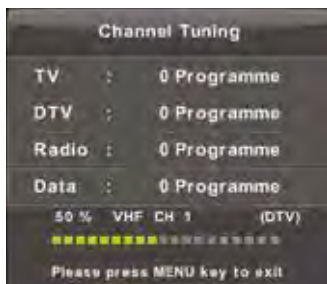 Channel Tuning
TV : 0 Programme
DTV : 0 Programme
Radio : 0 Programme
Data : 0 Programme
50 % VHF CH 1 (DTV)
Please press MENU key to exit